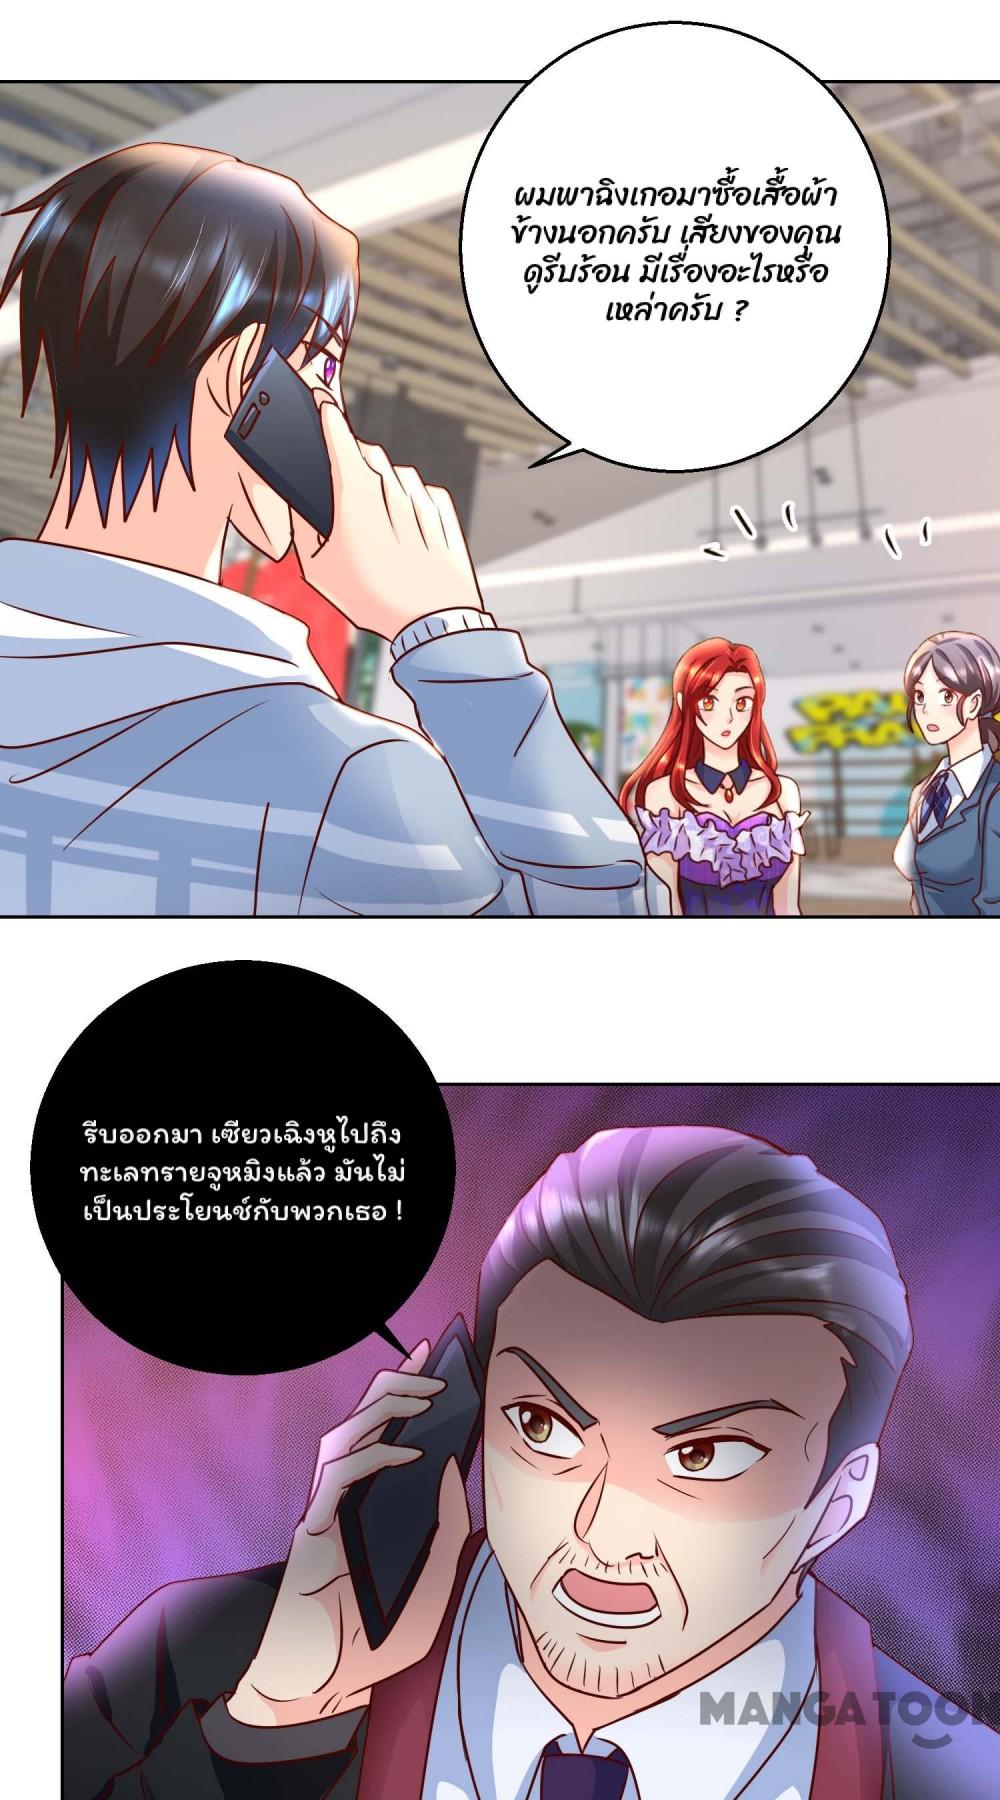 ผมพาฉิงเกอมาซื้อเสื้อผ้า
ข้างนอกครับ เสียงของคุณ
ดูรีบร้อน มีเรื่องอะไรหรือ
เหล่าครับ ?
รีบออกมา เซียวเฉิงหูไปถึง
ทะเลทรายจูหมิงแล้ว มันไม่
เป็นประโยนช์กับพวกเธอ !
MANGATOON